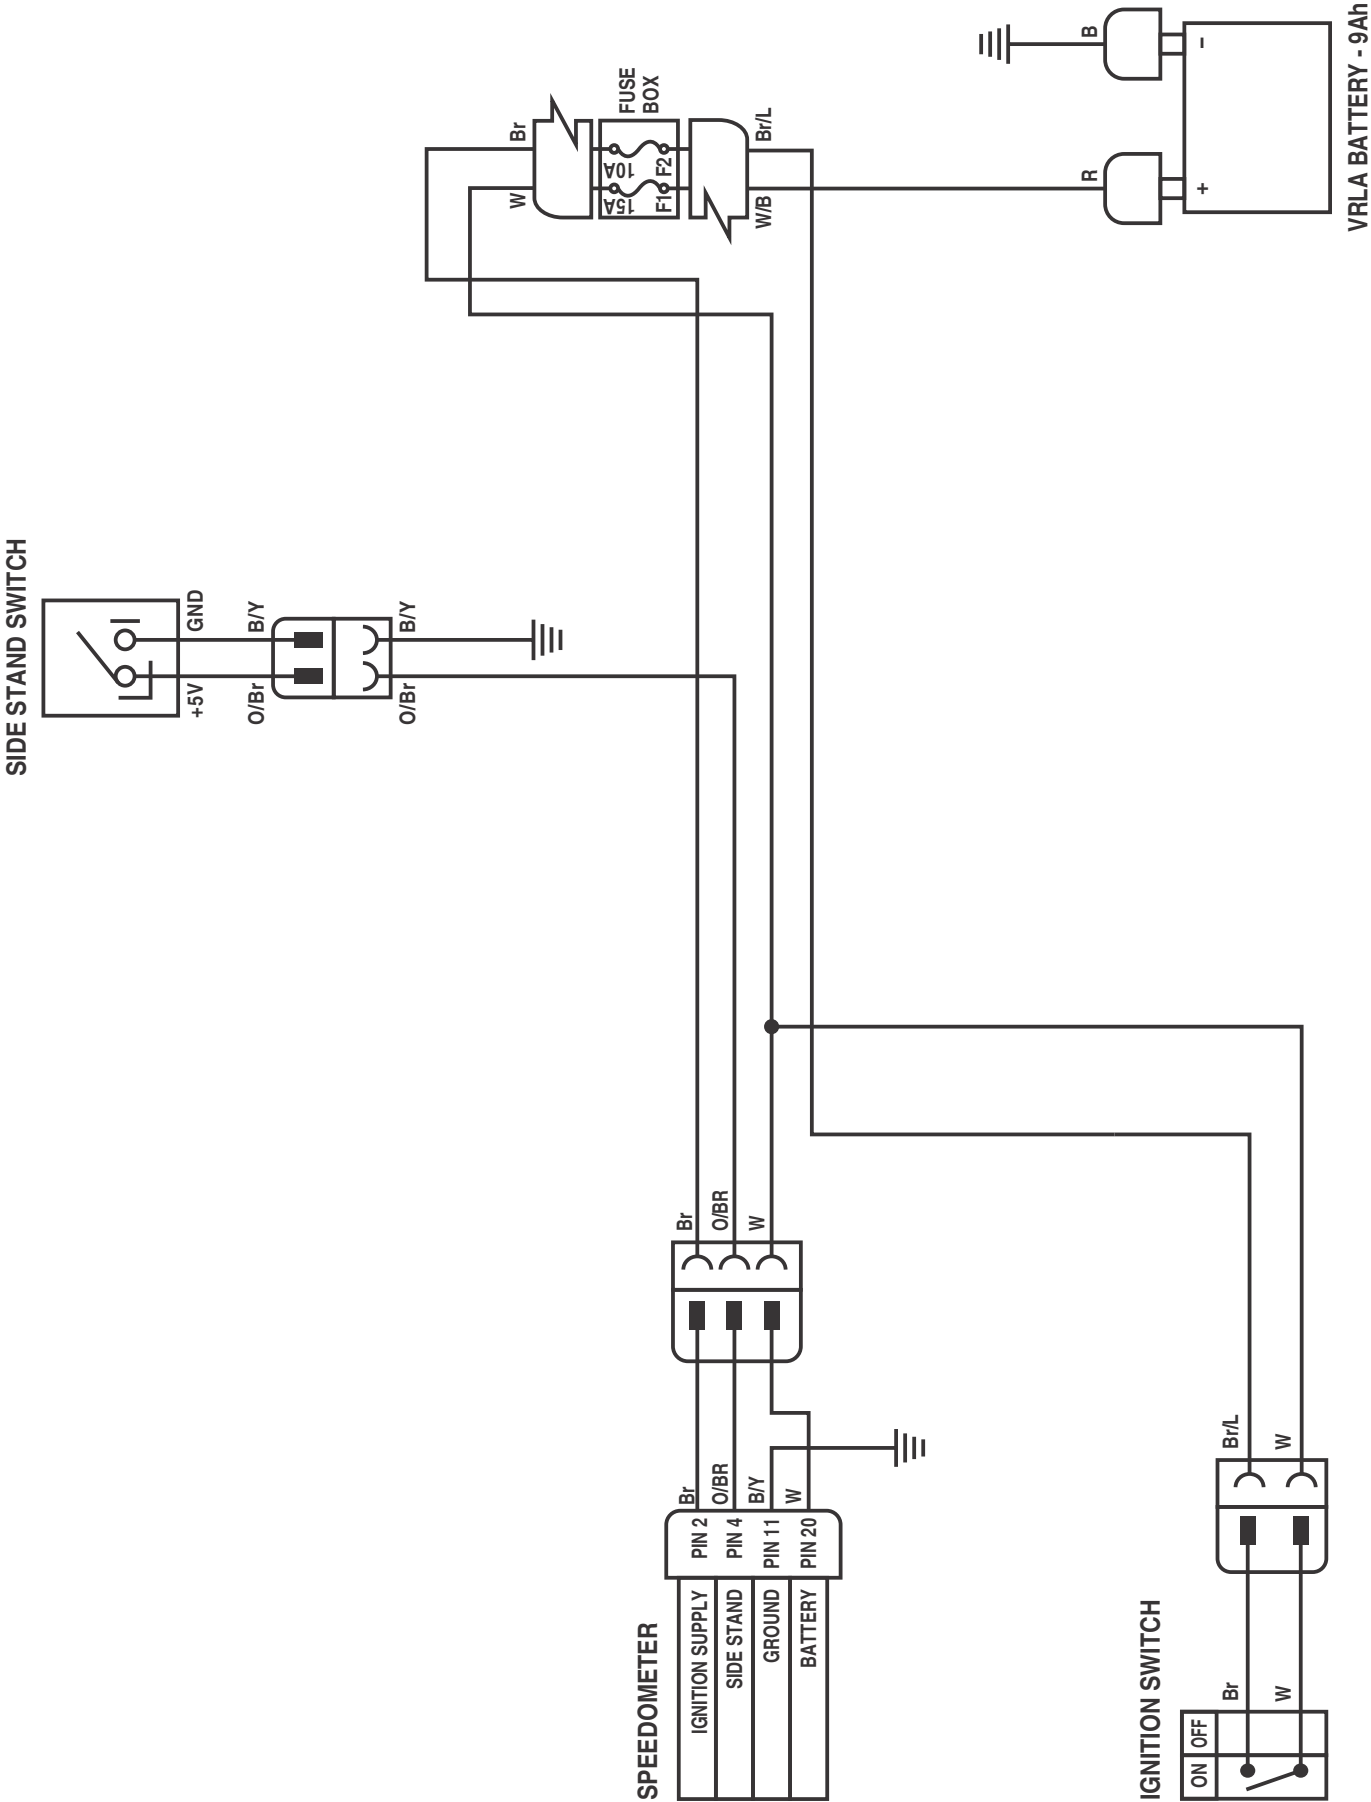 SIDE STAND SWITCH
+5V
GND
O/Br
B/Y
O/Br
B/Y
W
Br
15A
10A
F1
F2
FUSE
BOX
W/B
Br/L
R
B
+
-
VRLA BATTERY - 9Ah
SPEEDOMETER
IGNITION SUPPLY
SIDE STAND
GROUND
BATTERY
PIN 2
PIN 4
PIN 11
PIN 20
Br
O/BR
B/Y
W
Br
O/BR
W
IGNITION SWITCH
ON
OFF
Br
W
Br/L
W